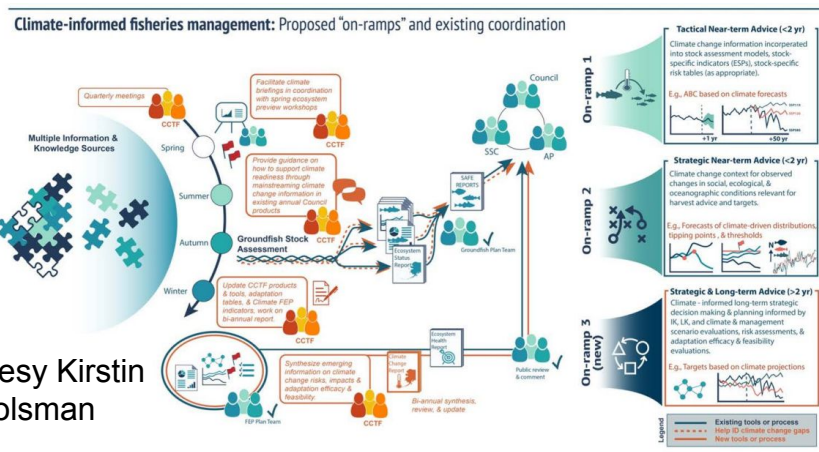 Climate-informed fisheries management: Proposed “on-ramps” and existing coordination
Quarterly meetings
CCTF
Facilitate climate
briefings in coordination
with spring ecosystem
preview workshops
CCTF
Multiple Information &
Knowledge Sources
Spring
Summer
Autumn
Winter
Provide guidance on
how to support climate
readiness through
mainstreaming climate
change information in
existing annual Council
products
CCTF
Groundfish Stock
Assessment
Ecosystem
Status
Report
SAFE
REPORTS
Groundfish Plan Team
Council
SSC
AP
Update CCTF products
& tools, adaptation
tables, & Climate FEP
indicators, work on
bi-annual report.
CCTF
FEP Plan Team
Synthesize emerging
information on climate
change risks, impacts &
adaptation efficacy &
feasibility.
CCTF
Climate
Change
Report
Ecosystem
Health
Report
Bi-annual synthesis,
review, & update
Public review
& comment
esy Kirstin
olsman
On-ramp 1
Tactical Near-term Advice (<2 yr)
Climate change information incorporated
into stock assessment models, stock-
specific indicators (ESPs), stock-specific
risk tables (as appropriate).
E.g., ABC based on climate forecasts
+1 yr
+50 yr
On-ramp 2
Strategic Near-term Advice (<2 yr)
Climate change context for observed
changes in social, ecological, &
oceanographic conditions relevant for
harvest advice and targets.
E.g., Forecasts of climate-driven distributions,
tipping points , & thresholds
N
On-ramp 3
(new)
Strategic & Long-term Advice (>2 yr)
Climate - informed long-term strategic
decision making & planning informed by
IK, LK, and climate & management
scenario evaluations, risk assessments, &
adaptation efficacy & feasibility
evaluations.
E.g., Targets based on climate projections
Legend
Existing tools or process
Help ID climate change gaps
New tools or process